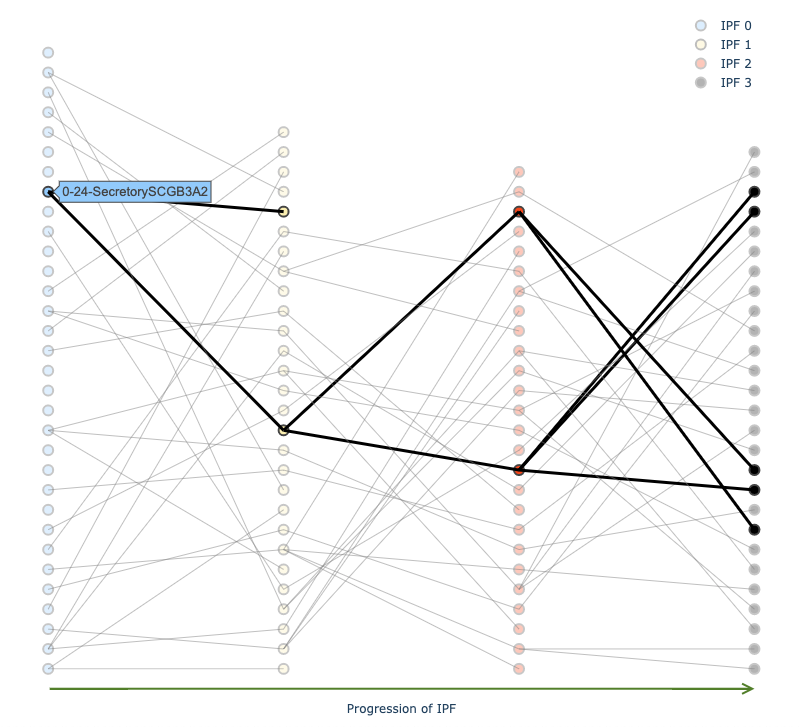 IPF 0
IPF 1
IPF 2
IPF 3
0-24-SecretorySCGB3A2
Progression of IPF